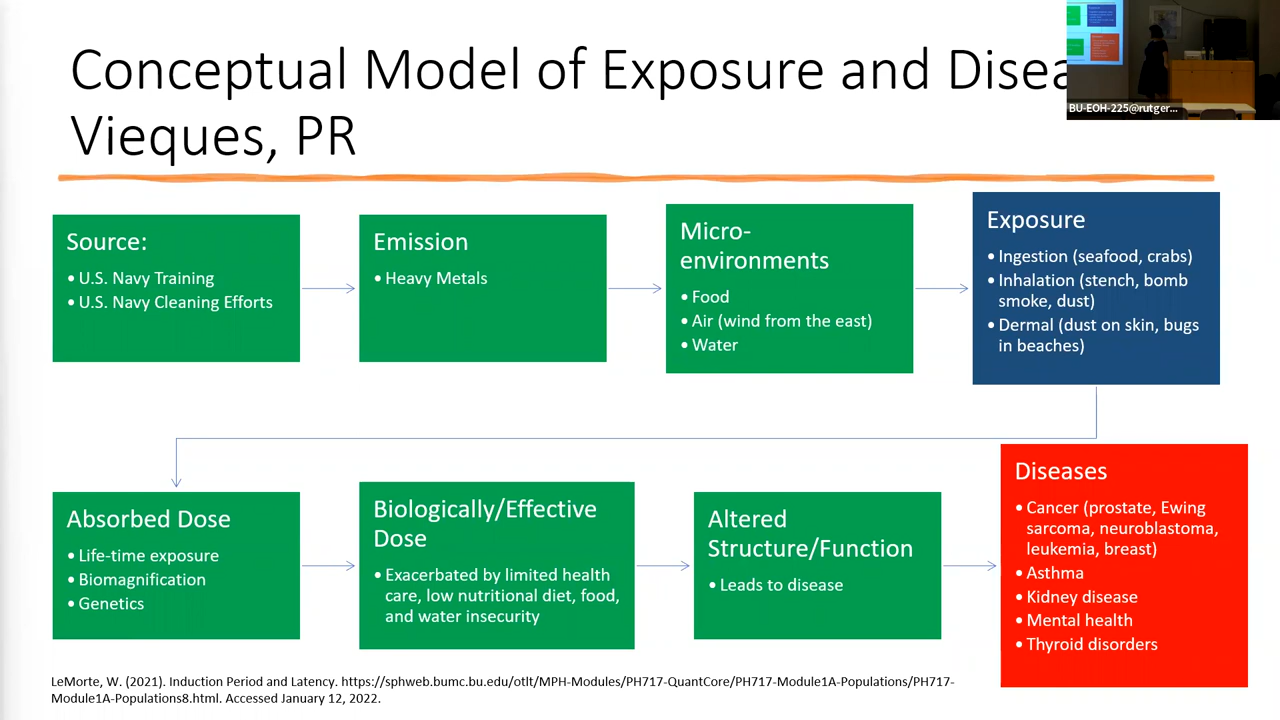 Conceptual Model of Exposure and Disea
Vieques, PR
BU-EOH-225@rutger...
Source:
• U.S. Navy Training
• U.S. Navy Cleaning Efforts
Emission
• Heavy Metals
Micro-
environments
• Food
• Air (wind from the east)
• Water
Exposure
• Ingestion (seafood, crabs)
• Inhalation (stench, bomb
smoke, dust)
• Dermal (dust on skin, bugs
in beaches)
Absorbed Dose
• Life-time exposure
• Biomagnification
• Genetics
Biologically/Effective
Dose
• Exacerbated by limited health
care, low nutritional diet, food,
and water insecurity
Altered
Structure/Function
• Leads to disease
Diseases
• Cancer (prostate, Ewing
sarcoma, neuroblastoma,
leukemia, breast)
• Asthma
• Kidney disease
• Mental health
• Thyroid disorders
LeMorte, W. (2021). Induction Period and Latency. https://sphweb.bumc.bu.edu/otlt/MPH-Modules/PH717-QuantCore/PH717-Module1A-Populations/PH717-
Module1A-Populations8.html. Accessed January 12, 2022.